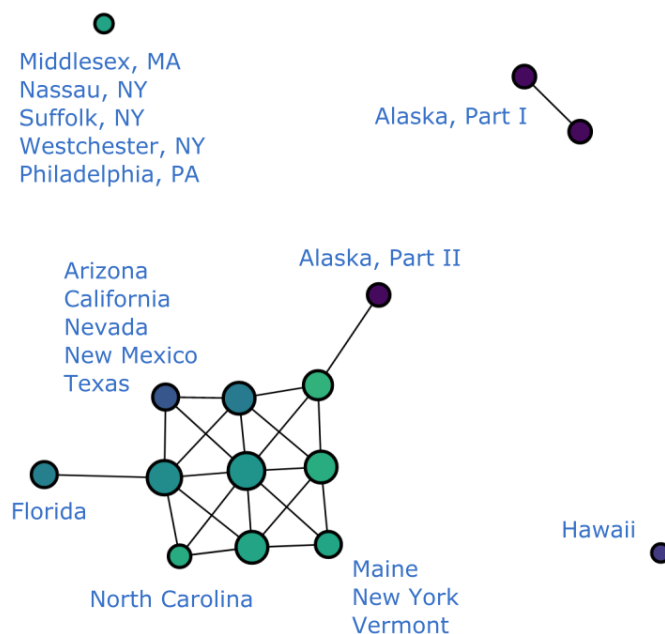 Middlesex, MA
Nassau, NY
Suffolk, NY
Westchester, NY
Philadelphia, PA
Alaska, Part I
Alaska, Part II
Arizona
California
Nevada
New Mexico
Texas
Florida
Hawaii
North Carolina
Maine
New York
Vermont